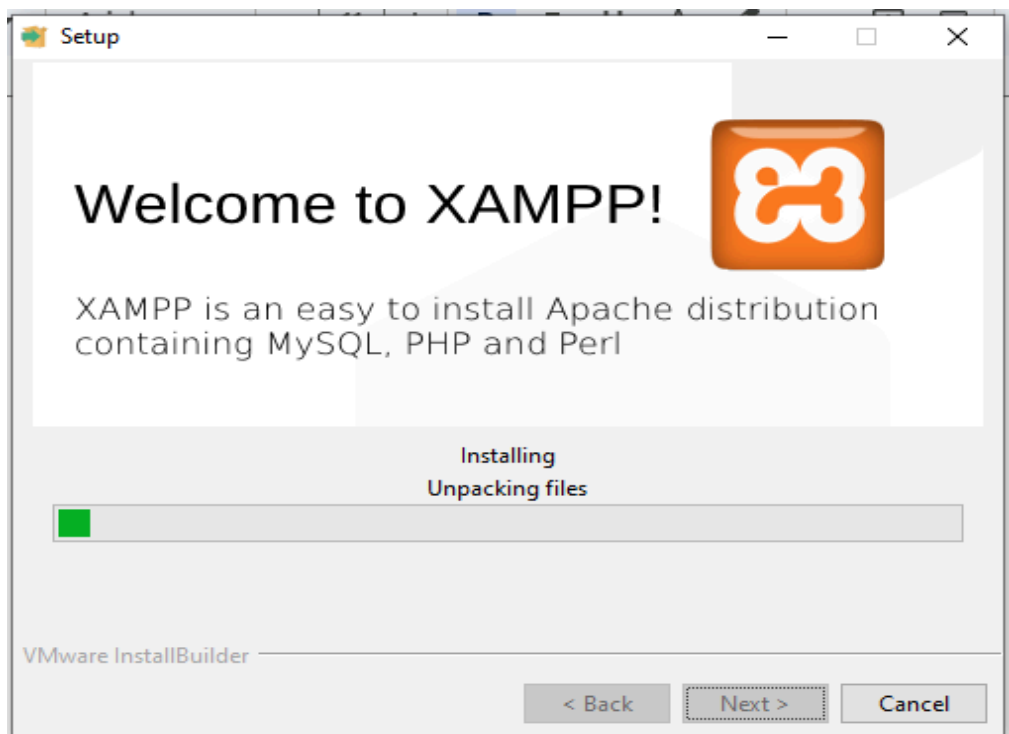 Setup
Welcome to XAMPP!
XAMPP is an easy to install Apache distribution
containing MySQL, PHP and Perl
Installing
Unpacking files
VMware InstallBuilder
< Back
Next >
Cancel